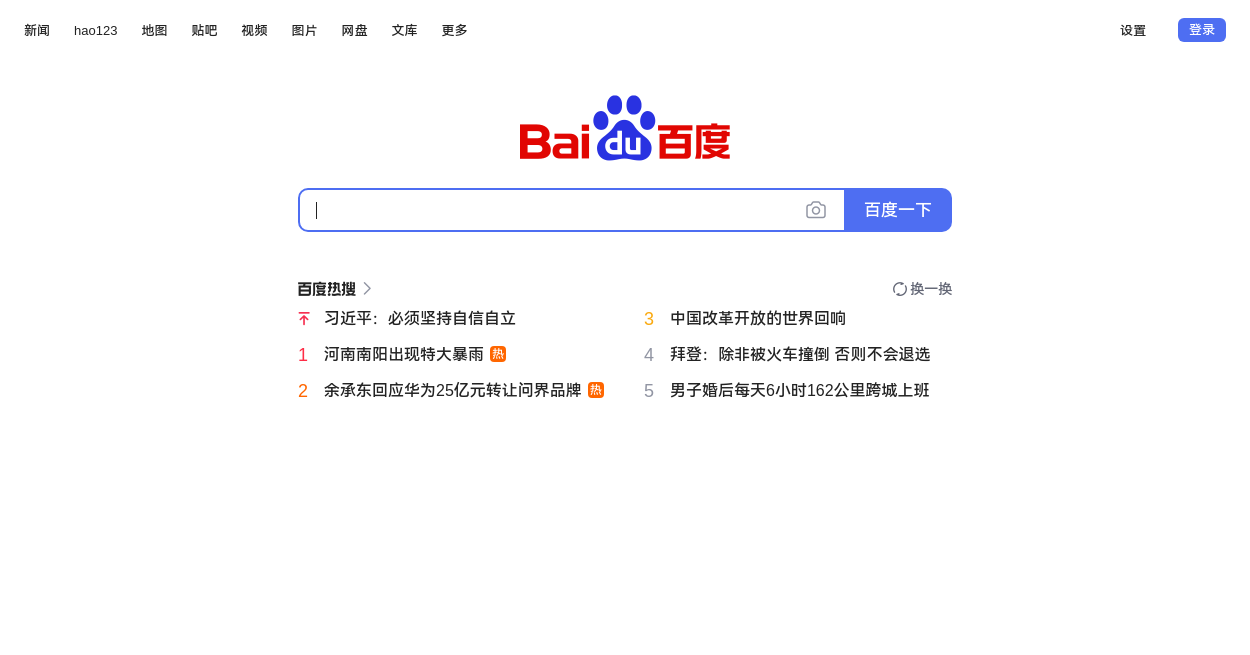 新闻 hao123 地图 贴吧 视频 图片 网盘 文库 更多 设置 登录
Bai du 百度
百度一下
百度热搜 换一换
习近平：必须坚持自信自立
1 河南南阳出现特大暴雨 热
2 余承东回应华为25亿元转让问界品牌 热
3 中国改革开放的世界回响
4 拜登：除非被火车撞倒 否则不会退选
5 男子婚后每天6小时162公里跨城上班